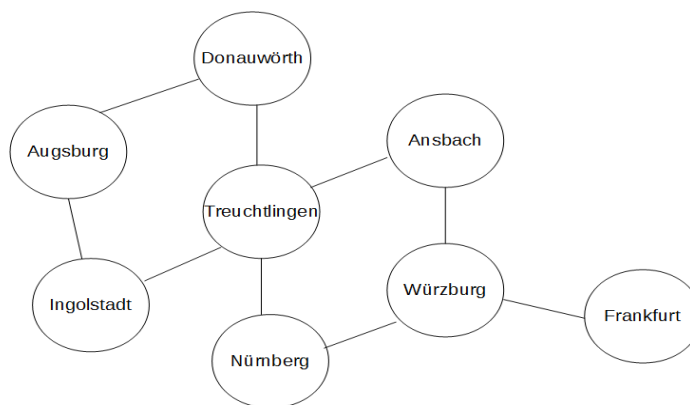 Donauwörth
Ansbach
Augsburg
Treuchtlingen
Würzburg
Ingolstadt
Frankfurt
Nürnberg